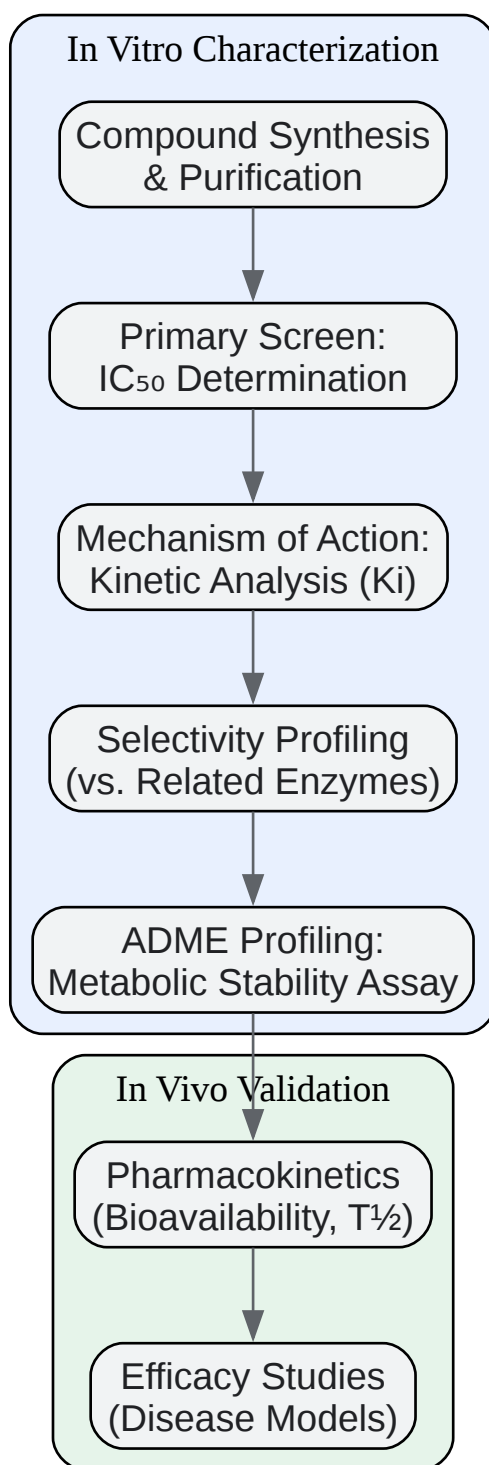 In Vitro Characterization
Compound Synthesis
& Purification
Primary Screen:
IC₅₀ Determination
Mechanism of Action:
Kinetic Analysis (Ki)
Selectivity Profiling
(vs. Related Enzymes)
ADME Profiling:
Metabolic Stability Assay
In Vivo Validation
Pharmacokinetics
(Bioavailability, T½)
Efficacy Studies
(Disease Models)